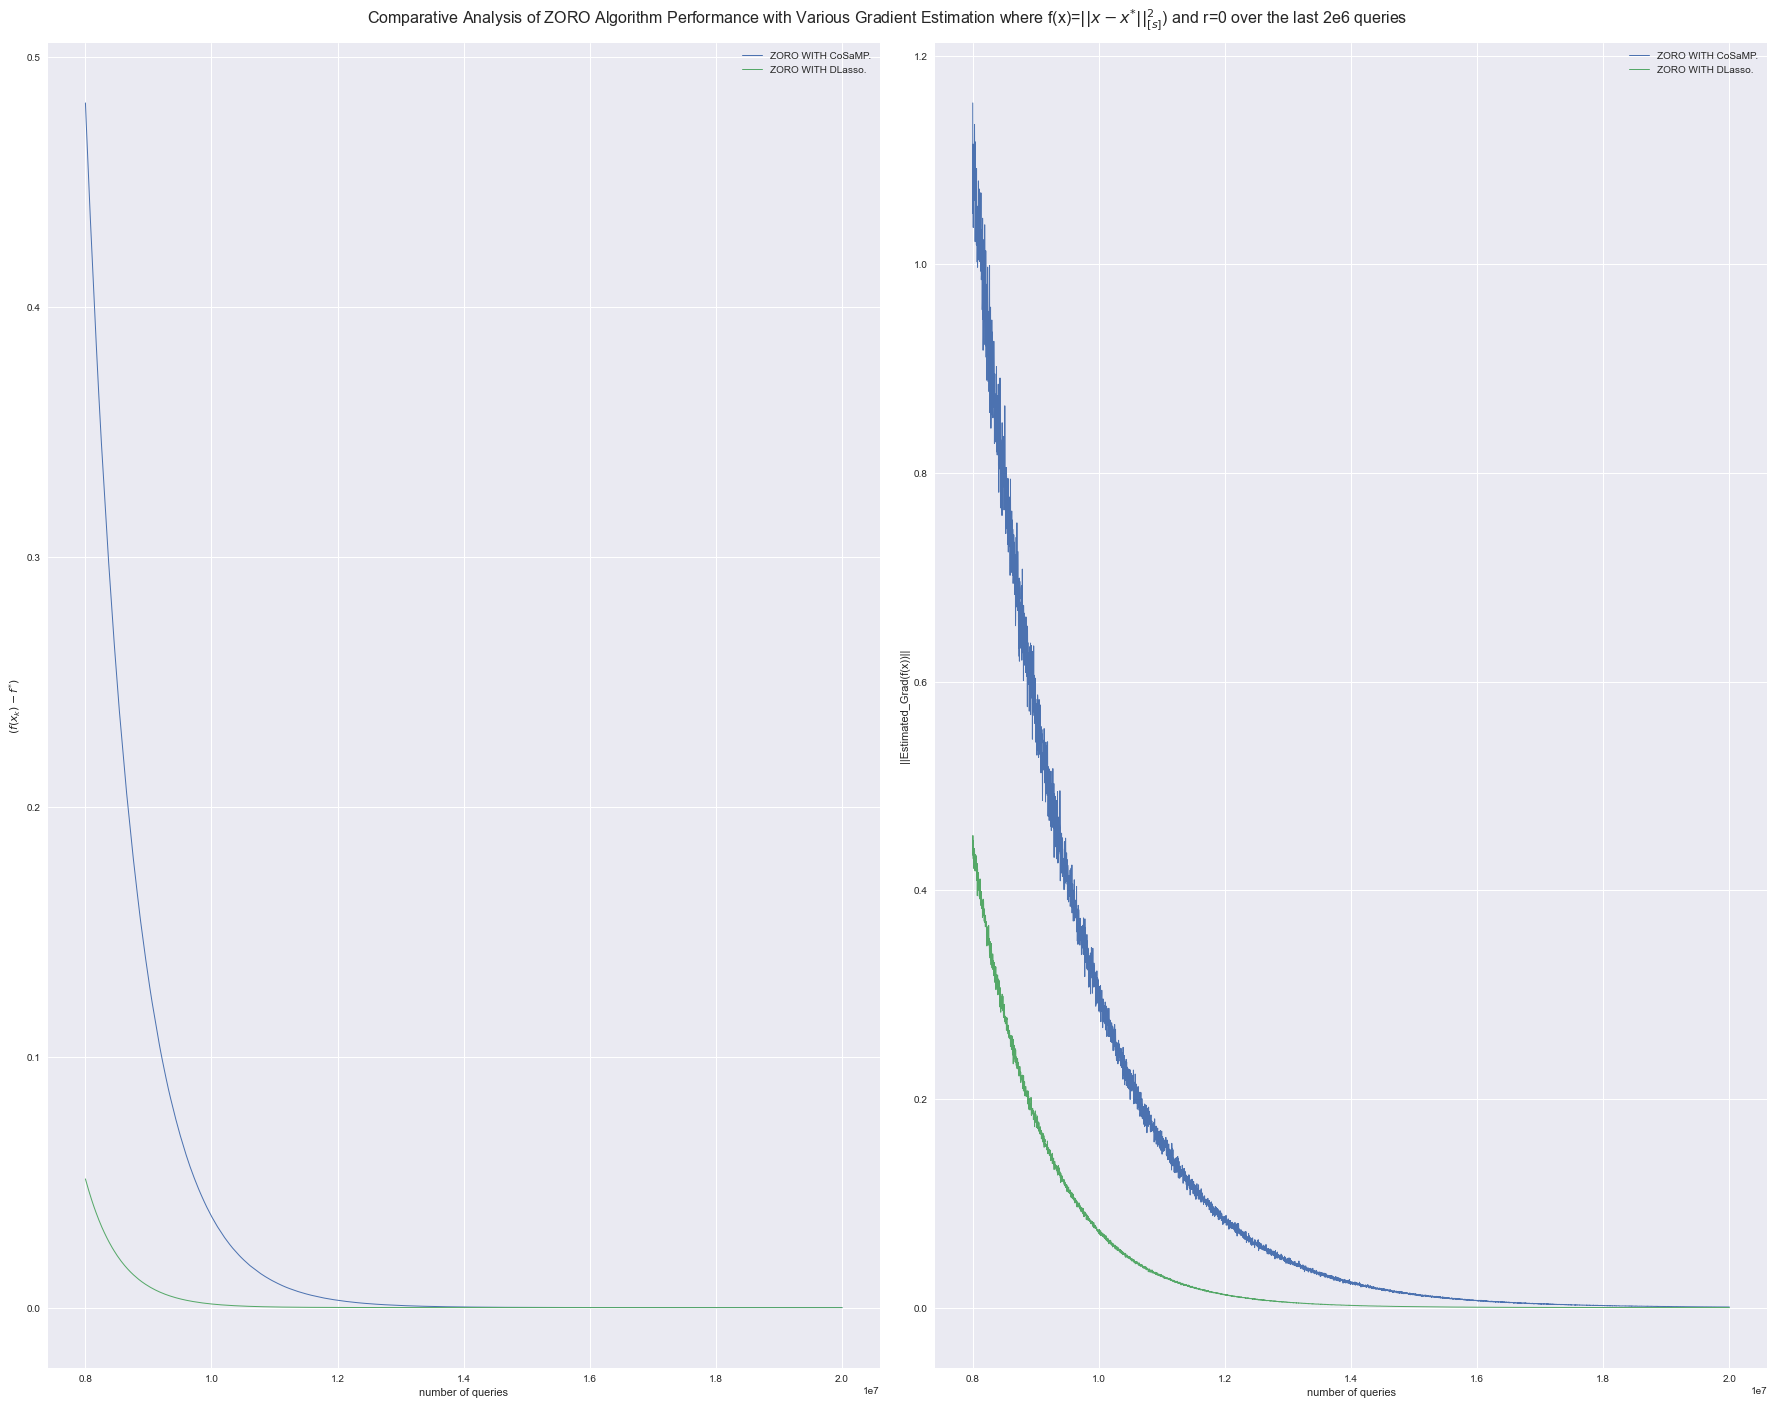 Comparative Analysis of ZORO Algorithm Performance with Various Gradient Estimation where f(x)=||x − x*||²_[s]) and r=0 over the last 2e6 queries
ZORO WITH CoSaMP.
ZORO WITH DLasso.
0.5
0.4
0.3
0.2
0.1
0.0
(f(x_k) − f*)
0.8
1.0
1.2
1.4
1.6
1.8
2.0
1e7
number of queries
ZORO WITH CoSaMP.
ZORO WITH DLasso.
1.2
1.0
0.8
0.6
0.4
0.2
0.0
||Estimated_Grad(f(x))||
0.8
1.0
1.2
1.4
1.6
1.8
2.0
1e7
number of queries